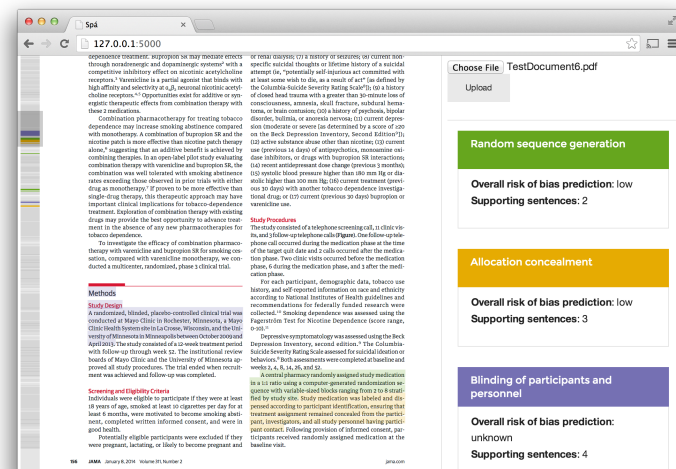 Spá
127.0.0.1:5000
dependence treatment. Bupropion SR may mediate effects
through noradrenergic and dopaminergic systems⁴ with a
competitive inhibitory effect on nicotinic acetylcholine
receptors.⁵ Varenicline is a partial agonist that binds with
high affinity and selectivity at α₄β₂ neuronal nicotinic acetyl-
choline receptors.⁶,⁷ Opportunities exist for additive or syn-
ergistic therapeutic effects from combination therapy with
these 2 medications.
Combination pharmacotherapy for treating tobacco
dependence may increase smoking abstinence compared
with monotherapy. A combination of bupropion SR and the
nicotine patch is more effective than nicotine patch therapy
alone,⁸ suggesting that an additive benefit is achieved by
combining therapies. In an open-label pilot study evaluating
combination therapy with varenicline and bupropion SR, the
combination was well tolerated with smoking abstinence
rates exceeding those observed in prior trials with either
drug as monotherapy.⁷ If proven to be more effective than
single-drug therapy, this therapeutic approach may have
important clinical implications for tobacco-dependence
treatment. Exploration of combination therapy with existing
drugs may provide the best opportunity to advance treat-
ment in the absence of any new pharmacotherapies for
tobacco dependence.
To investigate the efficacy of combination pharmaco-
therapy with varenicline and bupropion SR for smoking ces-
sation, compared with varenicline monotherapy, we con-
ducted a multicenter, randomized, phase 3 clinical trial.
Methods
Study Design
A randomized, blinded, placebo-controlled clinical trial was
conducted at Mayo Clinic in Rochester, Minnesota, a Mayo
Clinic Health System site in La Crosse, Wisconsin, and the Uni-
versity of Minnesota in Minneapolis between October 2009 and
April 2013. The study consisted of a 12-week treatment period
with follow-up through week 52. The institutional review
boards of Mayo Clinic and the University of Minnesota ap-
proved all study procedures. The trial ended when recruit-
ment was achieved and follow-up was completed.
Screening and Eligibility Criteria
Individuals were eligible to participate if they were at least
18 years of age, smoked at least 10 cigarettes per day for at
least 6 months, were motivated to become smoking absti-
nent, completed written informed consent, and were in
good health.
Potentially eligible participants were excluded if they
were pregnant, lactating, or likely to become pregnant and
156 JAMA January 8, 2014 Volume 311, Number 2
or renal dialysis; (7) a history of seizures; (8) current non-
specific suicidal thoughts or lifetime history of a suicidal
attempt (ie, "potentially self-injurious act committed with
at least some wish to die, as a result of act" [as defined by
the Columbia-Suicide Severity Rating Scale⁸]); (9) a history
of closed head trauma with a greater than 30-minute loss of
consciousness, amnesia, skull fracture, subdural hema-
toma, or brain contusion; (10) a history of psychosis, bipolar
disorder, bulimia, or anorexia nervosa; (11) current depres-
sion (moderate or severe [as determined by a score of ≥20
on the Beck Depression Inventory, Second Edition⁹]);
(12) active substance abuse other than nicotine; (13) current
use (previous 14 days) of antipsychotics, monoamine oxi-
dase inhibitors, or drugs with bupropion SR interactions;
(14) recent antidepressant dose change (previous 3 months);
(15) systolic blood pressure higher than 180 mm Hg or dia-
stolic higher than 100 mm Hg; (16) current treatment (previ-
ous 30 days) with another tobacco dependence investiga-
tional drug; or (17) current (previous 30 days) bupropion or
varenicline use.
Study Procedures
The study consisted of a telephone screening call, 11 clinic vis-
its, and 3 follow-up telephone calls (Figure). One follow-up tele-
phone call occurred during the medication phase at the time
of the target quit date and 2 calls occurred after the medica-
tion phase. Two clinic visits occurred before the medication
phase, 6 during the medication phase, and 3 after the medi-
cation phase.
For each participant, demographic data, tobacco use
history, and self-reported information on race and ethnicity
according to National Institutes of Health guidelines and
recommendations for federally funded research were
collected.¹⁰ Smoking dependence was assessed using the
Fagerström Test for Nicotine Dependence (score range,
0-10).¹¹
Depressive symptomatology was assessed using the Beck
Depression Inventory, second edition.⁹ The Columbia-
Suicide Severity Rating Scale assessed for suicidal ideation or
behaviors.⁸ Both assessments were completed at baseline and
weeks 2, 4, 8, 14, 26, and 52.
A central pharmacy randomly assigned study medication
in a 1:1 ratio using a computer-generated randomization se-
quence with variable-sized blocks ranging from 2 to 8 strati-
fied by study site. Study medication was labeled and dis-
pensed according to participant identification, ensuring that
treatment assignment remained concealed from the partici-
pant, investigators, and all study personnel having partici-
pant contact. Following provision of informed consent, par-
ticipants received randomly assigned medication at the
baseline visit.
jama.com
Choose File TestDocument6.pdf
Upload
Random sequence generation
Overall risk of bias prediction: low
Supporting sentences: 2
Allocation concealment
Overall risk of bias prediction: low
Supporting sentences: 3
Blinding of participants and
personnel
Overall risk of bias prediction:
unknown
Supporting sentences: 4